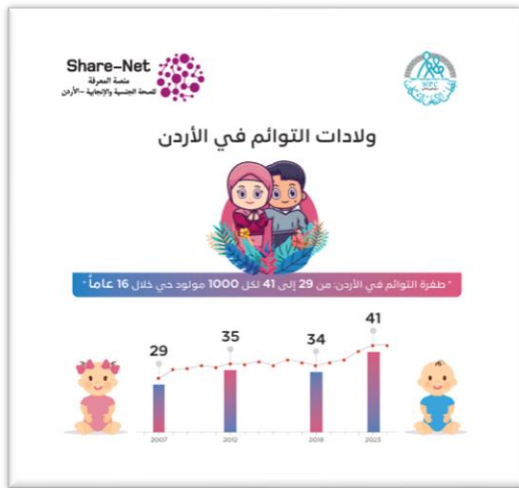 Share-Net
منصة المعرفة
للصحة الجنسية والإنجابية – الأردن
HPC
ولادات التوائم في الأردن
" طفرة التوائم في الأردن: من 29 إلى 41 لكل 1000 مولود حي خلال 16 عاماً "
29
35
34
41
2007
2012
2018
2023